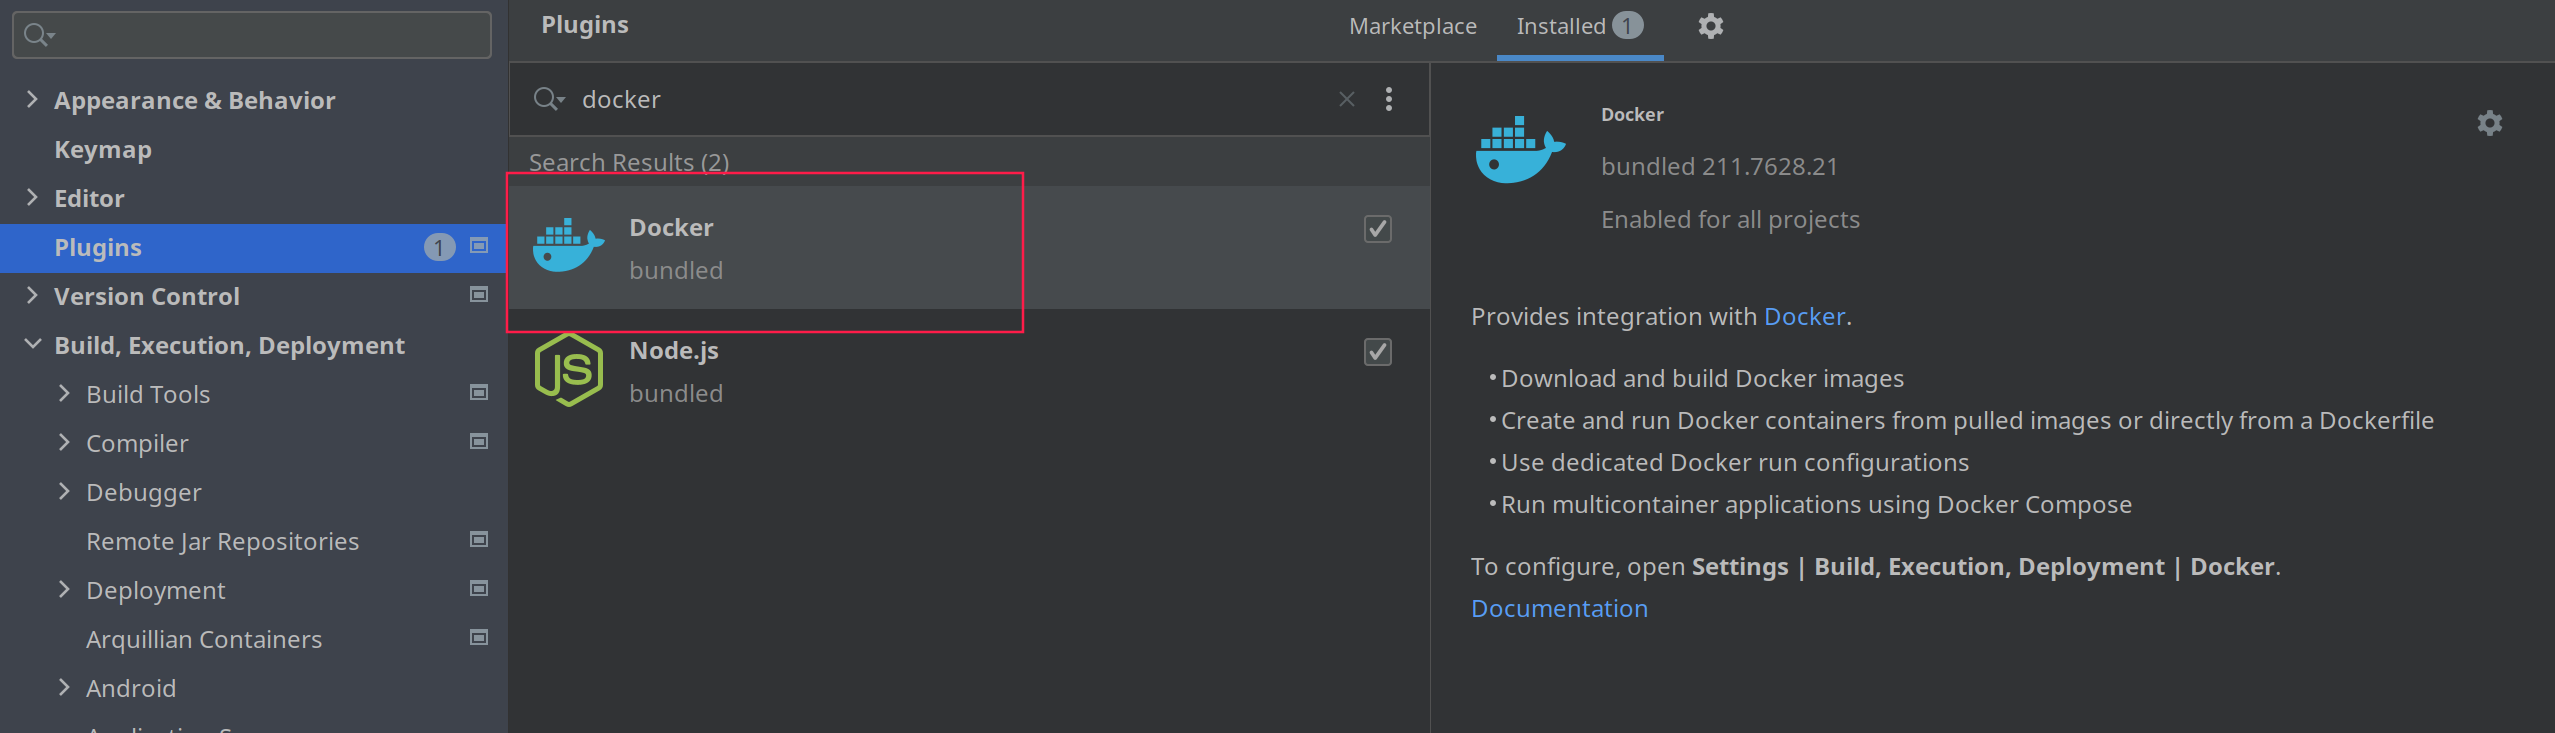 Appearance & Behavior
Keymap
Editor
Plugins 1
Version Control
Build, Execution, Deployment
Build Tools
Compiler
Debugger
Remote Jar Repositories
Deployment
Arquillian Containers
Android
Plugins
Marketplace
Installed 1
docker
Search Results (2)
Docker
bundled
JS
Node.js
bundled
Docker
bundled 211.7628.21
Enabled for all projects
Provides integration with Docker.
• Download and build Docker images
• Create and run Docker containers from pulled images or directly from a Dockerfile
• Use dedicated Docker run configurations
• Run multicontainer applications using Docker Compose
To configure, open Settings | Build, Execution, Deployment | Docker.
Documentation